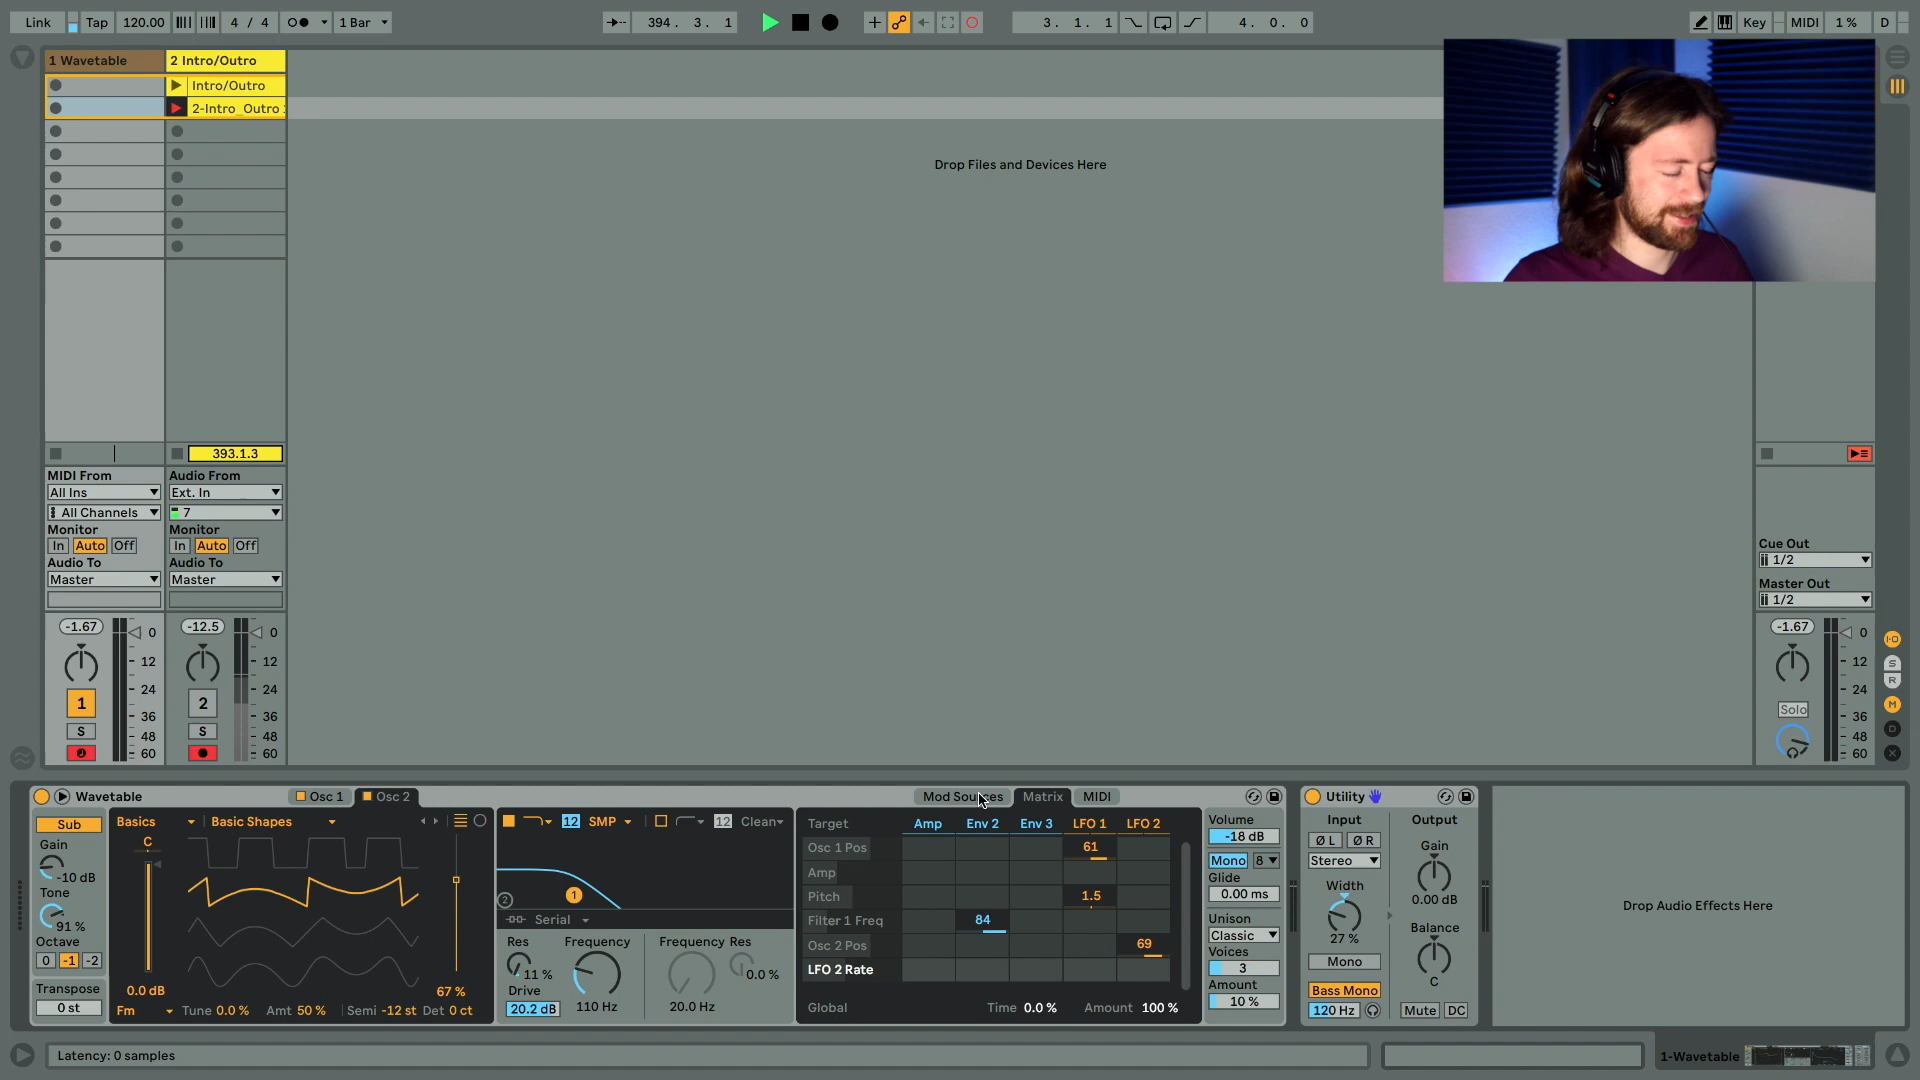 Link Tap 120.00 4 / 4 1 Bar 394. 3. 1 3. 1. 1 4. 0. 0 Key MIDI 1 % D
1 Wavetable 2 Intro/Outro
Intro/Outro
2-Intro_Outro
Drop Files and Devices Here
393.1.3
MIDI From Audio From
All Ins Ext. In
All Channels 7
Monitor Monitor
In Auto Off In Auto Off
Audio To Audio To
Master Master
Cue Out
1/2
Master Out
1/2
-1.67 -12.5 -1.67
0 0 0
12 12 12
24 24 24
36 36 36
48 48 48
60 60 60
1 2 Solo
S S
S
R
M
D
X
Wavetable Osc 1 Osc 2 Mod Sources Matrix MIDI
Sub
Gain
-10 dB
Tone
91 %
Octave
0 -1 -2
Transpose
0 st
Basics Basic Shapes
C
0.0 dB 67 %
Fm Tune 0.0 % Amt 50 % Semi -12 st Det 0 ct
12 SMP 12 Clean
1
2
Serial
Res Frequency Frequency Res
11 % 0.0 %
Drive
20.2 dB 110 Hz 20.0 Hz
Target Amp Env 2 Env 3 LFO 1 LFO 2
Osc 1 Pos 61
Amp
Pitch 1.5
Filter 1 Freq 84
Osc 2 Pos 69
LFO 2 Rate
Global Time 0.0 % Amount 100 %
Volume
-18 dB
Mono 8
Glide
0.00 ms
Unison
Classic
Voices
3
Amount
10 %
Utility
Input Output
Ø L Ø R Gain
Stereo
Width 0.00 dB
27 % Balance
Mono
Bass Mono C
120 Hz Mute DC
Drop Audio Effects Here
Latency: 0 samples
1-Wavetable